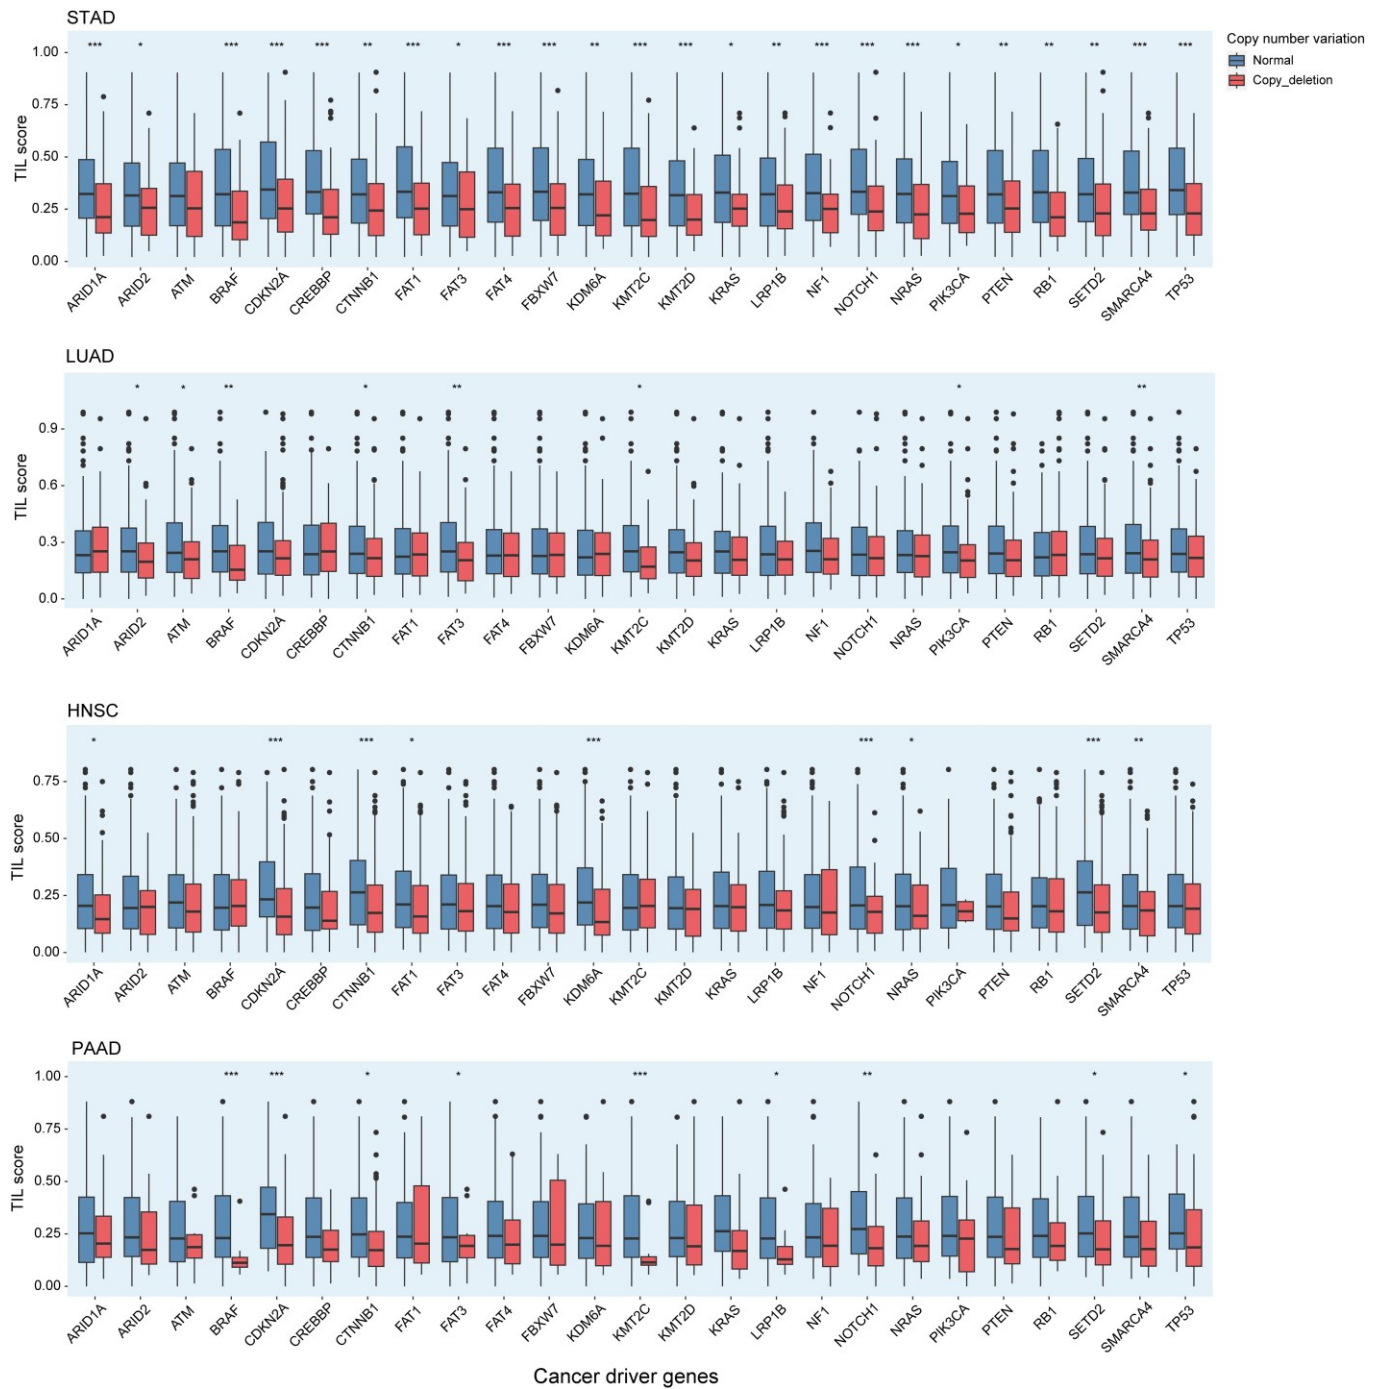 STAD
*** * *** *** *** ** *** * *** *** ** *** *** * ** *** *** *** * ** ** ** *** ***
Copy number variation
Normal
Copy_deletion
TIL score
1.00
0.75
0.50
0.25
0.00
ARID1A ARID2 ATM BRAF CDKN2A CREBBP CTNNB1 FAT1 FAT3 FAT4 FBXW7 KDM6A KMT2C KMT2D KRAS LRP1B NF1 NOTCH1 NRAS PIK3CA PTEN RB1 SETD2 SMARCA4 TP53
LUAD
* * ** * ** * * **
TIL score
0.9
0.6
0.3
0.0
ARID1A ARID2 ATM BRAF CDKN2A CREBBP CTNNB1 FAT1 FAT3 FAT4 FBXW7 KDM6A KMT2C KMT2D KRAS LRP1B NF1 NOTCH1 NRAS PIK3CA PTEN RB1 SETD2 SMARCA4 TP53
HNSC
* *** *** * *** *** * *** **
TIL score
0.75
0.50
0.25
0.00
ARID1A ARID2 ATM BRAF CDKN2A CREBBP CTNNB1 FAT1 FAT3 FAT4 FBXW7 KDM6A KMT2C KMT2D KRAS LRP1B NF1 NOTCH1 NRAS PIK3CA PTEN RB1 SETD2 SMARCA4 TP53
PAAD
*** *** * * *** * ** * *
TIL score
1.00
0.75
0.50
0.25
0.00
ARID1A ARID2 ATM BRAF CDKN2A CREBBP CTNNB1 FAT1 FAT3 FAT4 FBXW7 KDM6A KMT2C KMT2D KRAS LRP1B NF1 NOTCH1 NRAS PIK3CA PTEN RB1 SETD2 SMARCA4 TP53
Cancer driver genes